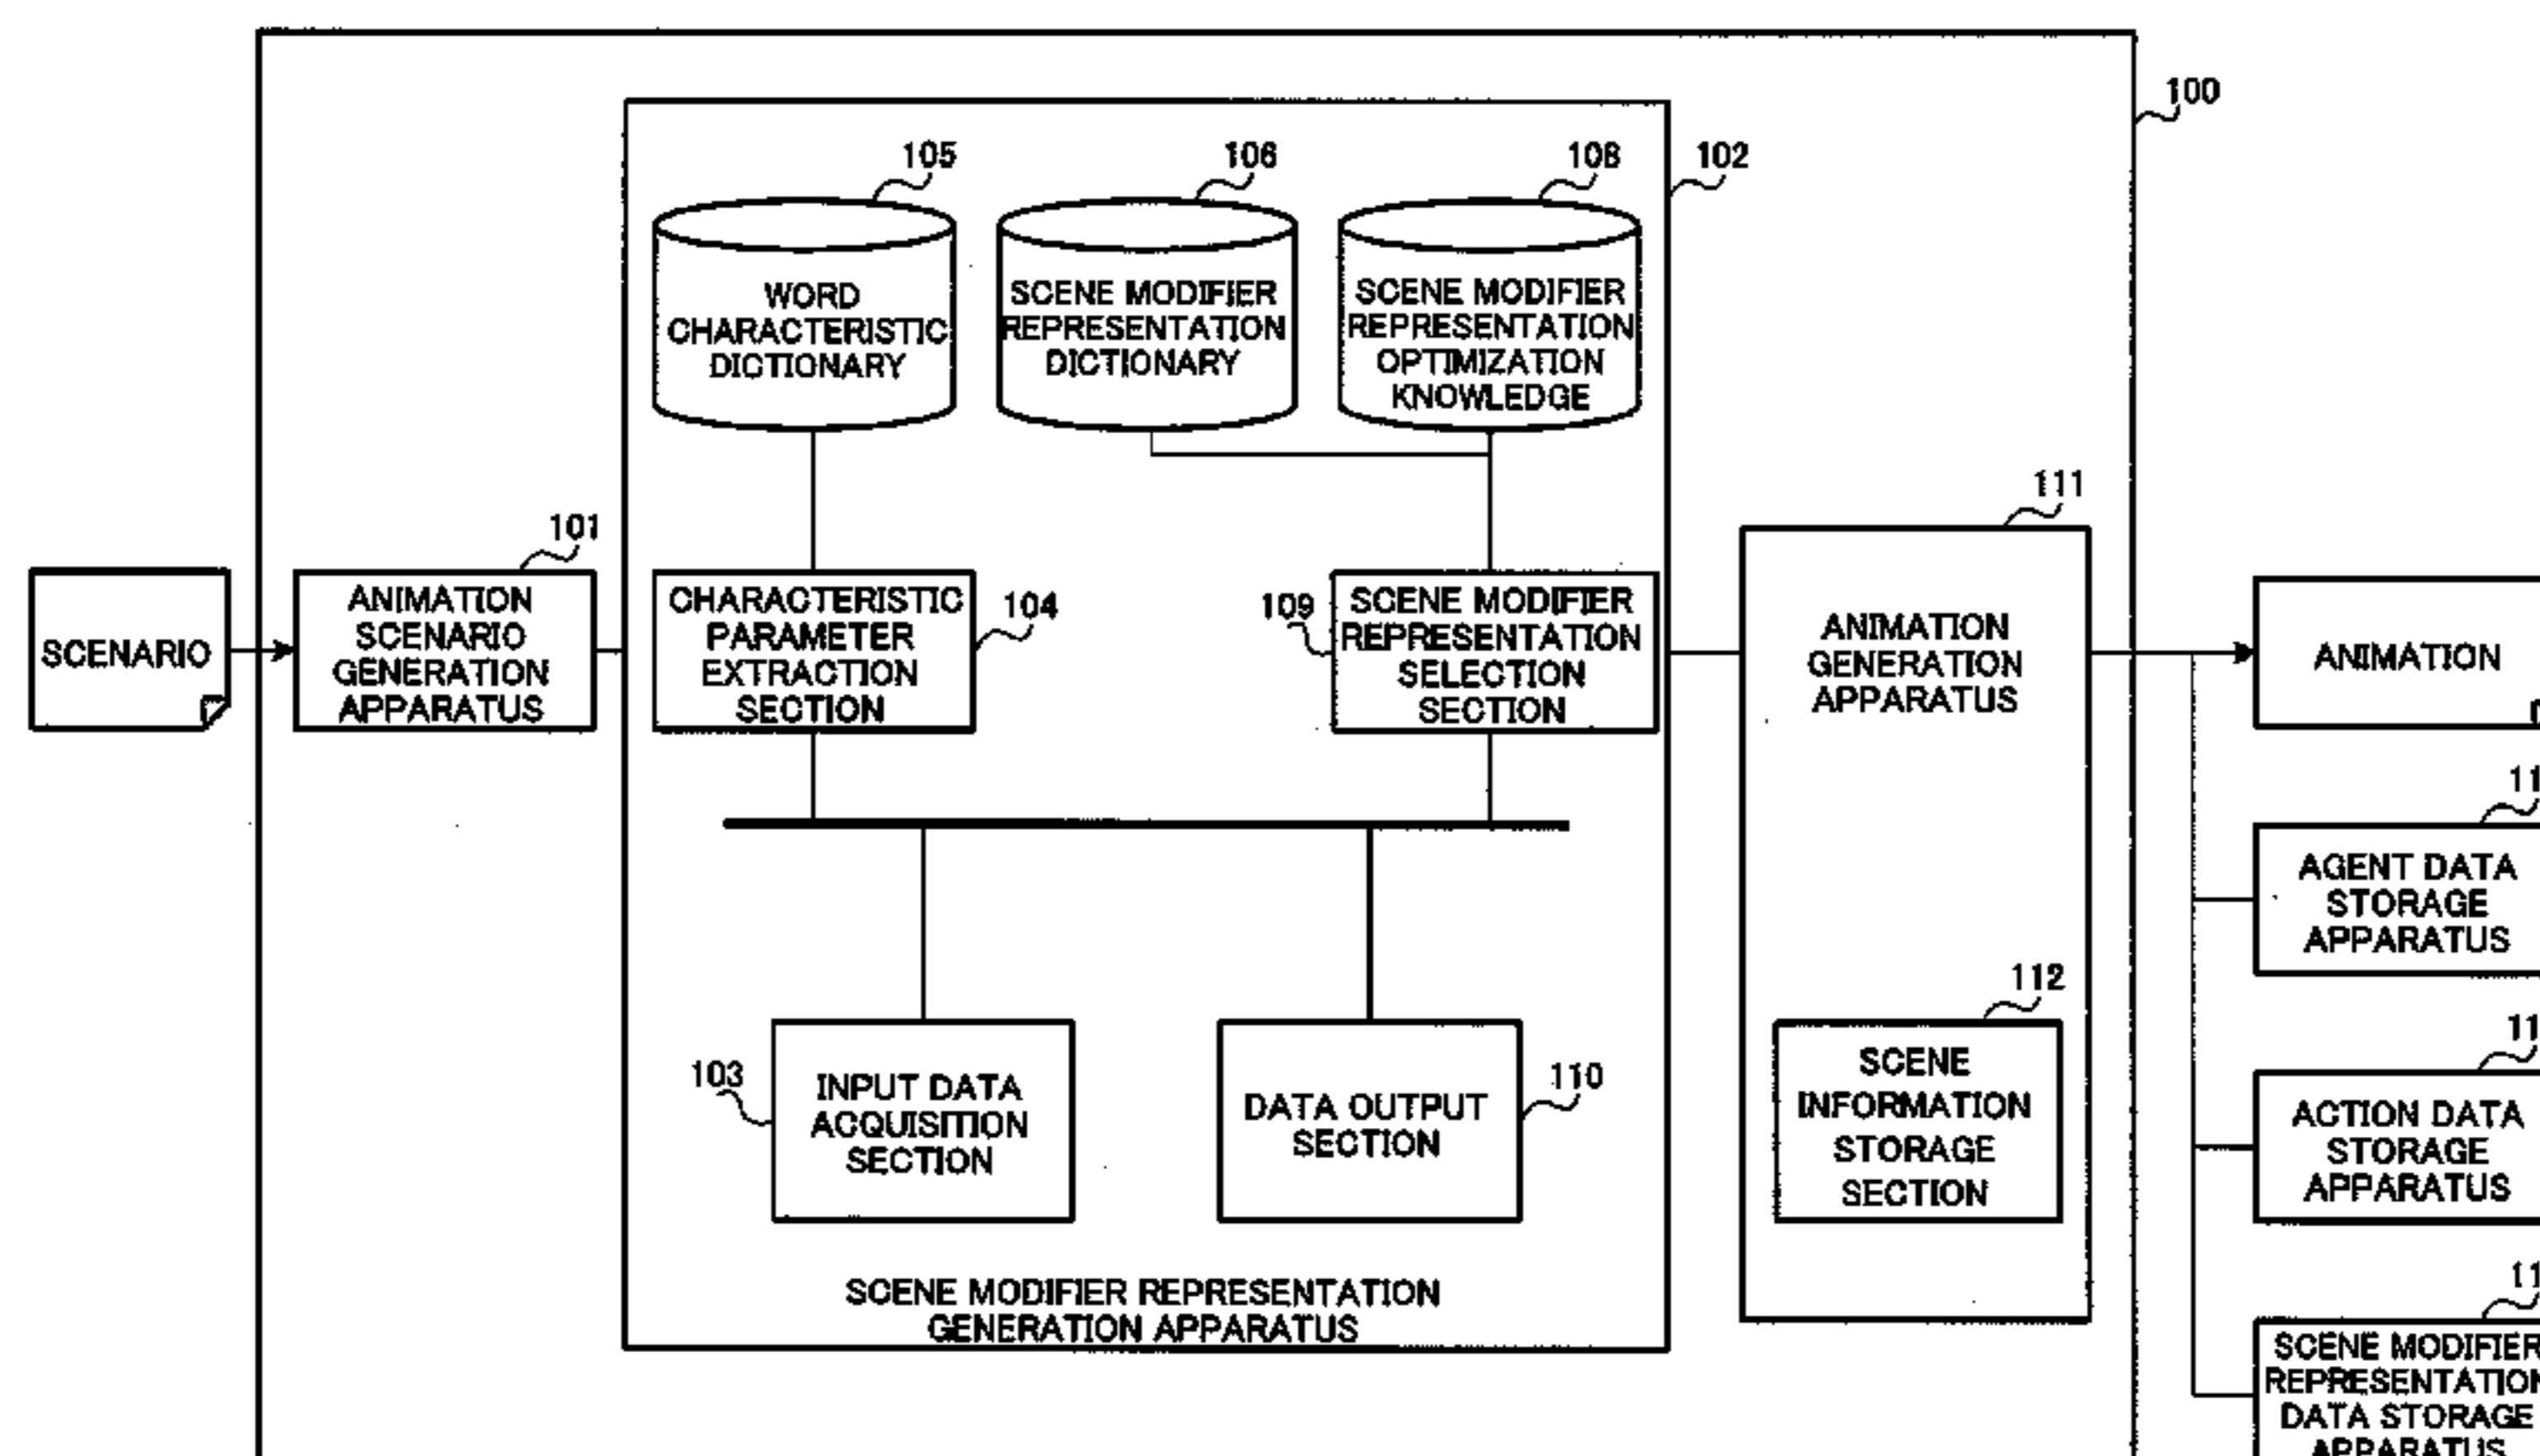 100
105
106
108
102
WORD
CHARACTERISTIC
DICTIONARY
SCENE MODIFIER
REPRESENTATION
DICTIONARY
SCENE MODIFIER
REPRESENTATION
OPTIMIZATION
KNOWLEDGE
101
111
SCENARIO
ANIMATION
SCENARIO
GENERATION
APPARATUS
CHARACTERISTIC
PARAMETER
EXTRACTION
SECTION
104
109
SCENE MODIFIER
REPRESENTATION
SELECTION
SECTION
ANIMATION
GENERATION
APPARATUS
ANIMATION
AGENT DATA
STORAGE
APPARATUS
112
103
INPUT DATA
ACQUISITION
SECTION
DATA OUTPUT
SECTION
110
SCENE
INFORMATION
STORAGE
SECTION
ACTION DATA
STORAGE
APPARATUS
SCENE MODIFIER REPRESENTATION
GENERATION APPARATUS
SCENE MODIFIER
REPRESENTATION
DATA STORAGE
APPARATUS